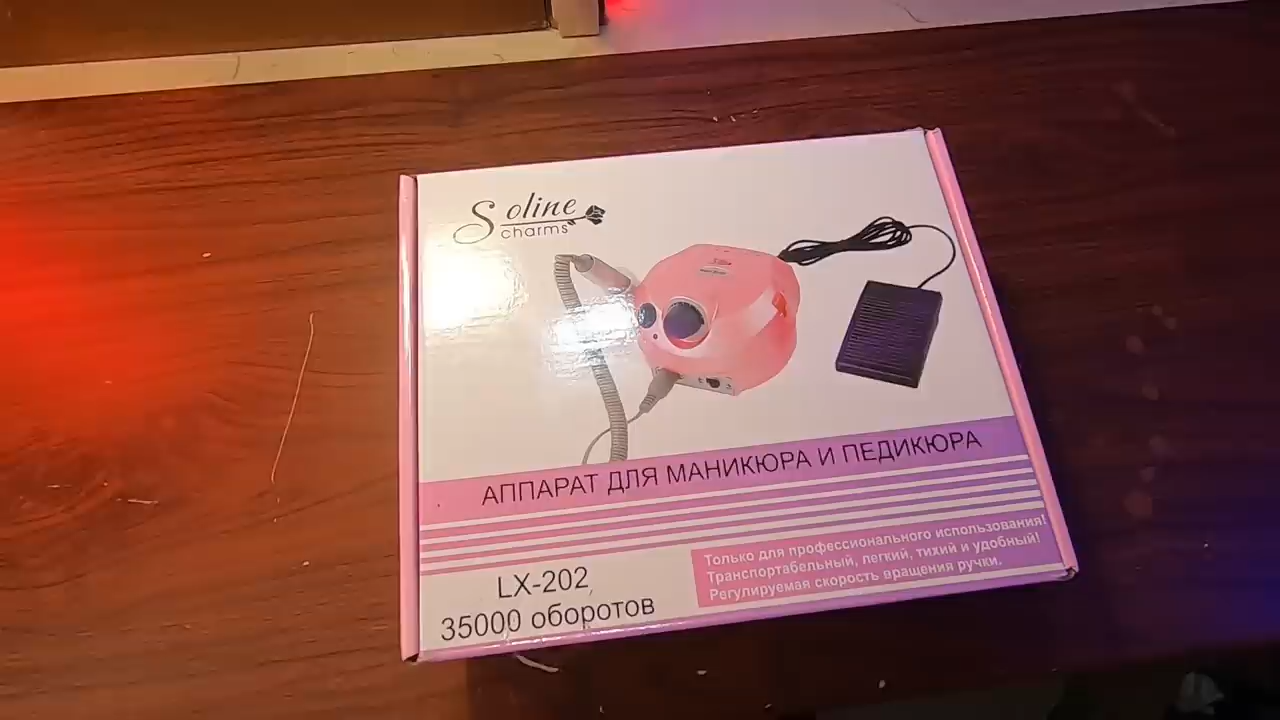 Soline
charms
АППАРАТ ДЛЯ МАНИКЮРА И ПЕДИКЮРА
Только для профессионального использования!
Транспортабельный, легкий, тихий и удобный!
Регулируемая скорость вращения ручки.
LX-202
35000 оборотов